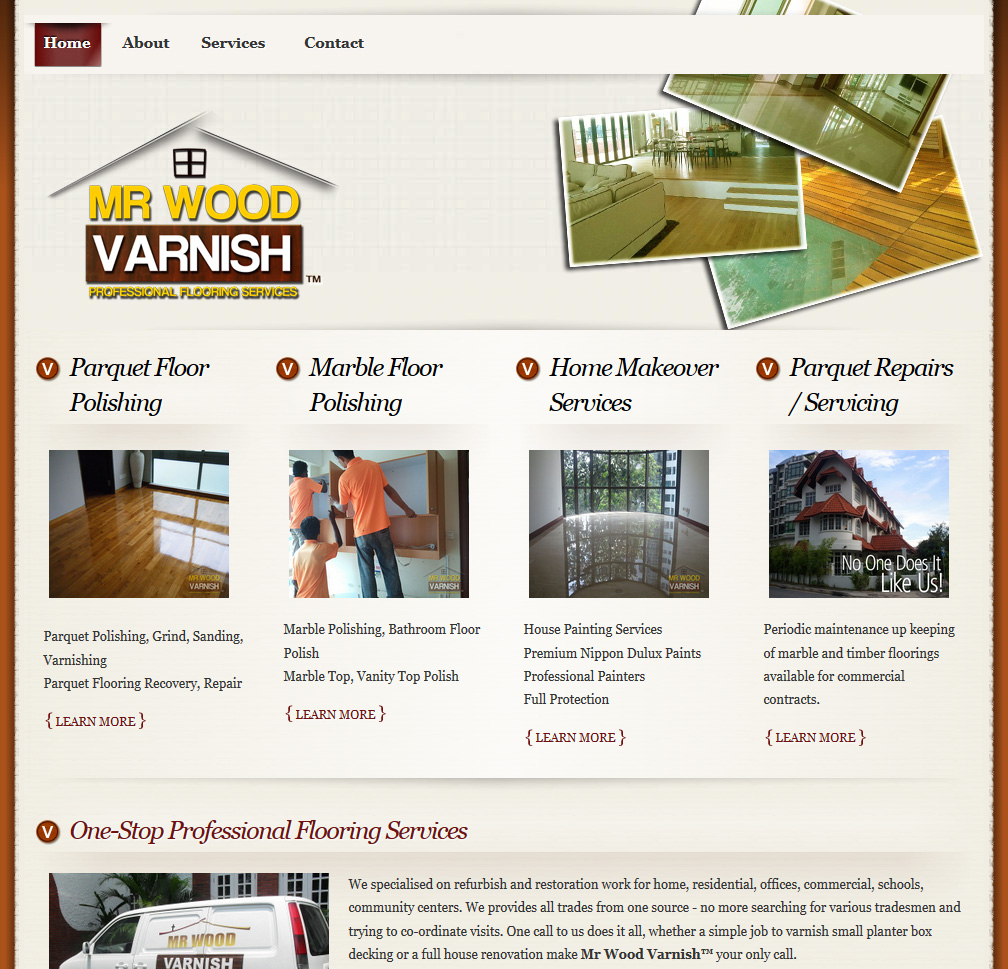 Home About Services Contact
MR WOOD
VARNISH
TM
PROFESSIONAL FLOORING SERVICES
V Parquet Floor
Polishing
V Marble Floor
Polishing
V Home Makeover
Services
V Parquet Repairs
/ Servicing
MR WOOD
VARNISH
MR WOOD
VARNISH
MR WOOD
VARNISH
No One Does It
Like Us!
Parquet Polishing, Grind, Sanding,
Varnishing
Parquet Flooring Recovery, Repair
{ LEARN MORE }
Marble Polishing, Bathroom Floor
Polish
Marble Top, Vanity Top Polish
{ LEARN MORE }
House Painting Services
Premium Nippon Dulux Paints
Professional Painters
Full Protection
{ LEARN MORE }
Periodic maintenance up keeping
of marble and timber floorings
available for commercial
contracts.
{ LEARN MORE }
V One-Stop Professional Flooring Services
MR WOOD
VARNISH
We specialised on refurbish and restoration work for home, residential, offices, commercial, schools,
community centers. We provides all trades from one source - no more searching for various tradesmen and
trying to co-ordinate visits. One call to us does it all, whether a simple job to varnish small planter box
decking or a full house renovation make Mr Wood Varnish™ your only call.